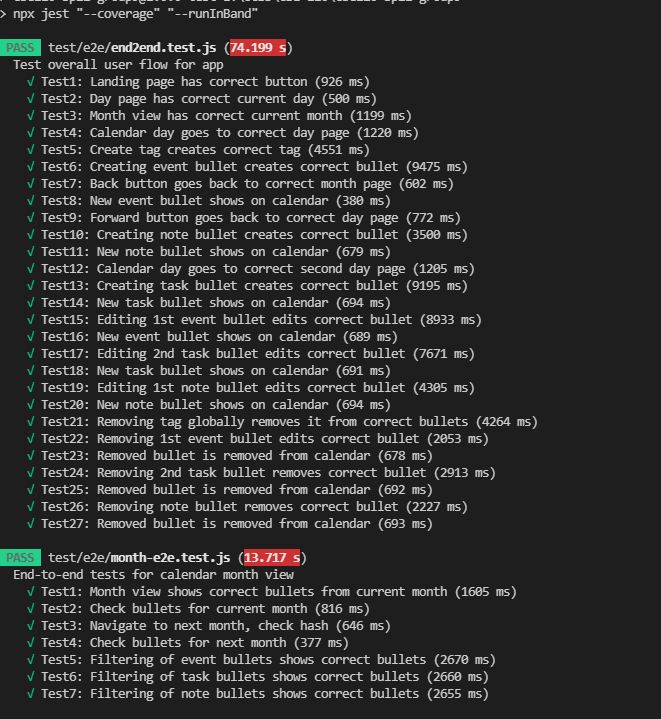 > npx jest "--coverage" "--runInBand"
PASS test/e2e/end2end.test.js (74.199 s)
Test overall user flow for app
√ Test1: Landing page has correct button (926 ms)
√ Test2: Day page has correct current day (500 ms)
√ Test3: Month view has correct current month (1199 ms)
√ Test4: Calendar day goes to correct day page (1220 ms)
√ Test5: Create tag creates correct tag (4551 ms)
√ Test6: Creating event bullet creates correct bullet (9475 ms)
√ Test7: Back button goes back to correct month page (602 ms)
√ Test8: New event bullet shows on calendar (380 ms)
√ Test9: Forward button goes back to correct day page (772 ms)
√ Test10: Creating note bullet creates correct bullet (3500 ms)
√ Test11: New note bullet shows on calendar (679 ms)
√ Test12: Calendar day goes to correct second day page (1205 ms)
√ Test13: Creating task bullet creates correct bullet (9195 ms)
√ Test14: New task bullet shows on calendar (694 ms)
√ Test15: Editing 1st event bullet edits correct bullet (8933 ms)
√ Test16: New event bullet shows on calendar (689 ms)
√ Test17: Editing 2nd task bullet edits correct bullet (7671 ms)
√ Test18: New task bullet shows on calendar (691 ms)
√ Test19: Editing 1st note bullet edits correct bullet (4305 ms)
√ Test20: New note bullet shows on calendar (694 ms)
√ Test21: Removing tag globally removes it from correct bullets (4264 ms)
√ Test22: Removing 1st event bullet edits correct bullet (2053 ms)
√ Test23: Removed bullet is removed from calendar (678 ms)
√ Test24: Removing 2nd task bullet removes correct bullet (2913 ms)
√ Test25: Removed bullet is removed from calendar (692 ms)
√ Test26: Removing note bullet removes correct bullet (2227 ms)
√ Test27: Removed bullet is removed from calendar (693 ms)
PASS test/e2e/month-e2e.test.js (13.717 s)
End-to-end tests for calendar month view
√ Test1: Month view shows correct bullets from current month (1605 ms)
√ Test2: Check bullets for current month (816 ms)
√ Test3: Navigate to next month, check hash (646 ms)
√ Test4: Check bullets for next month (377 ms)
√ Test5: Filtering of event bullets shows correct bullets (2670 ms)
√ Test6: Filtering of task bullets shows correct bullets (2660 ms)
√ Test7: Filtering of note bullets shows correct bullets (2655 ms)